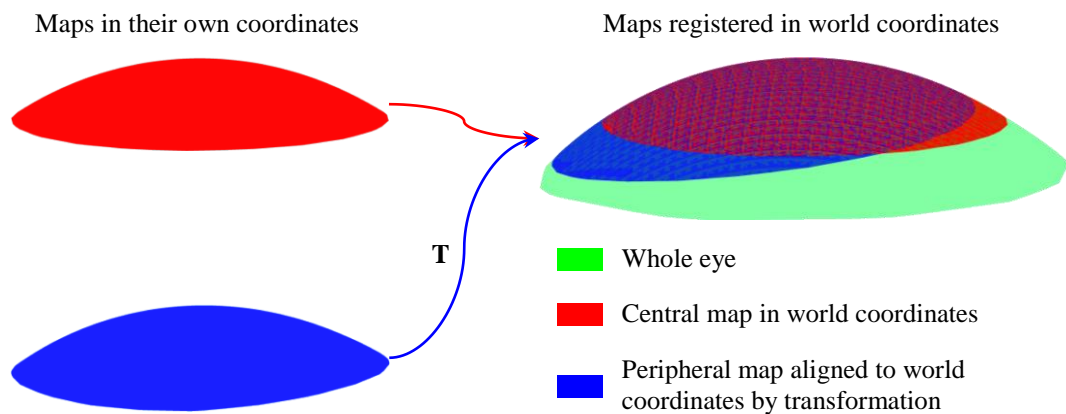 Maps in their own coordinates
Maps registered in world coordinates
T
Whole eye
Central map in world coordinates
Peripheral map aligned to world
coordinates by transformation